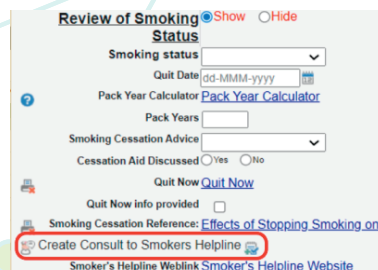 Review of Smoking Show Hide
Status
Smoking status
Quit Date dd-MMM-yyyy
Pack Year Calculator Pack Year Calculator
Pack Years
Smoking Cessation Advice
Cessation Aid Discussed Yes No
Quit Now Quit Now
Quit Now info provided
Smoking Cessation Reference: Effects of Stopping Smoking on
Create Consult to Smokers Helpline
Smoker's Helpline Weblink Smoker's Helpline Website